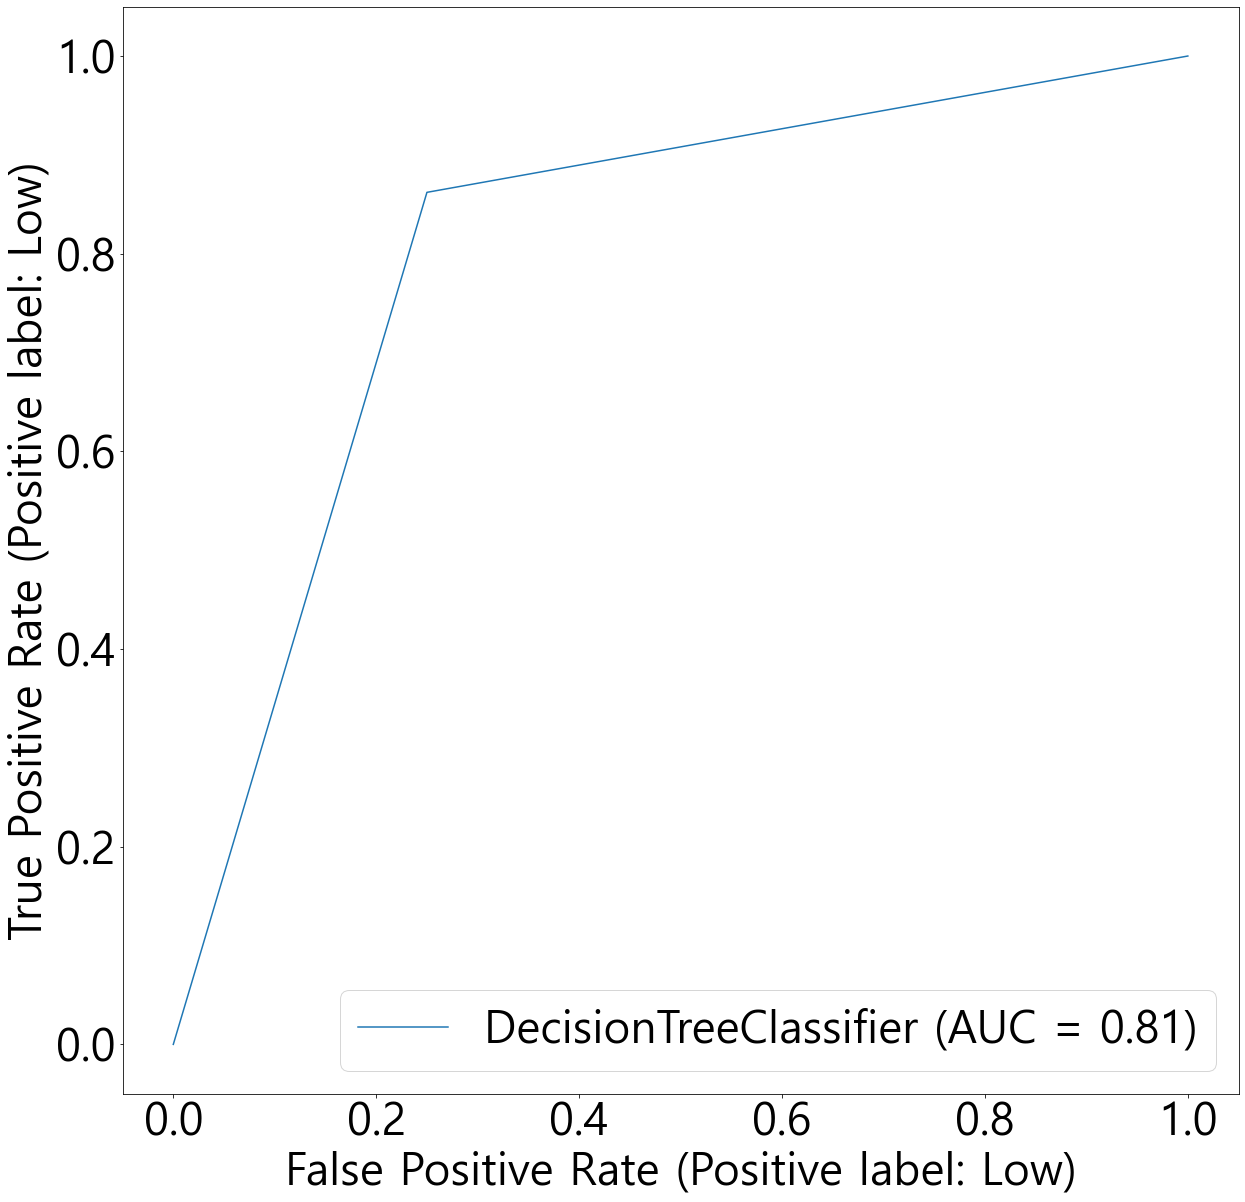 True Positive Rate (Positive label: Low)
1.0
0.8
0.6
0.4
0.2
0.0
DecisionTreeClassifier (AUC = 0.81)
0.0 0.2 0.4 0.6 0.8 1.0
False Positive Rate (Positive label: Low)